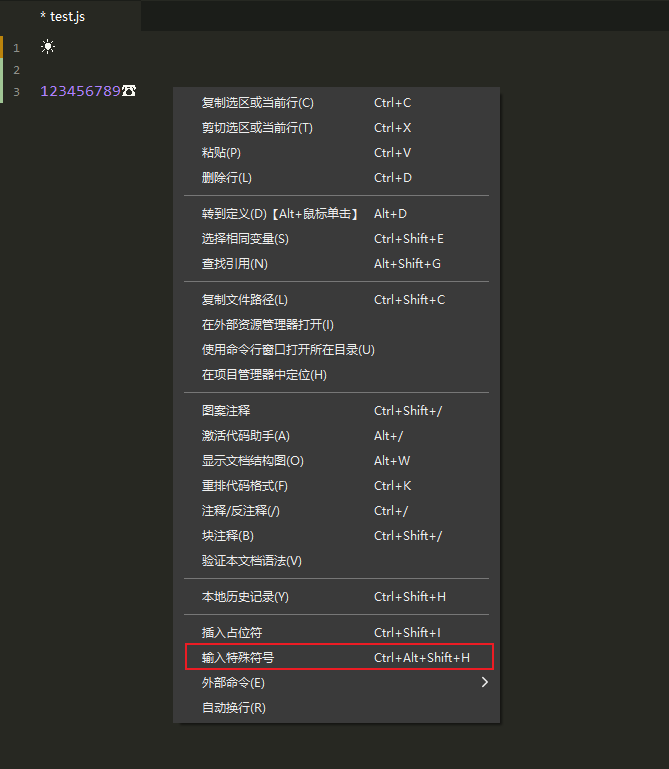 * test.js
1 ☀
2
3 123456789☎
复制选区或当前行(C) Ctrl+C
剪切选区或当前行(T) Ctrl+X
粘贴(P) Ctrl+V
删除行(L) Ctrl+D
转到定义(D)【Alt+鼠标单击】 Alt+D
选择相同变量(S) Ctrl+Shift+E
查找引用(N) Alt+Shift+G
复制文件路径(L) Ctrl+Shift+C
在外部资源管理器打开(I)
使用命令行窗口打开所在目录(U)
在项目管理器中定位(H)
图案注释 Ctrl+Shift+/
激活代码助手(A) Alt+/
显示文档结构图(O) Alt+W
重排代码格式(F) Ctrl+K
注释/反注释(/) Ctrl+/
块注释(B) Ctrl+Shift+/
验证本文档语法(V)
本地历史记录(Y) Ctrl+Shift+H
插入占位符 Ctrl+Shift+I
输入特殊符号 Ctrl+Alt+Shift+H
外部命令(E)
自动换行(R)